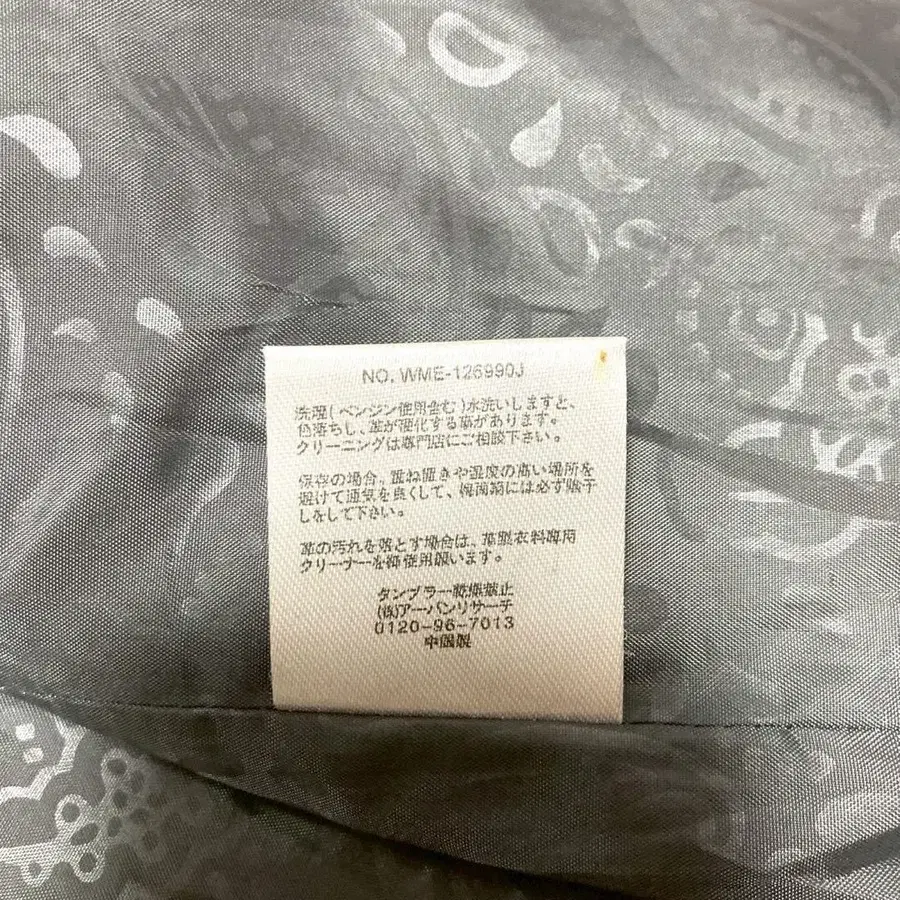 NO. WME-126990J
洗濯(ベンジン使用含む)水洗いしますと、
色落ちし、革が硬化する事があります。
クリーニングは専門店にご相談下さい。
保存の場合、重ね置きや湿度の高い場所を
避けて通気を良くして、梅雨期には必ず陰干
しをして下さい。
革の汚れを落とす場合は、革製衣料専用
クリーナーを御使用願います。
タンブラー乾燥禁止
(株)アーバンリサーチ
0120-96-7013
中国製